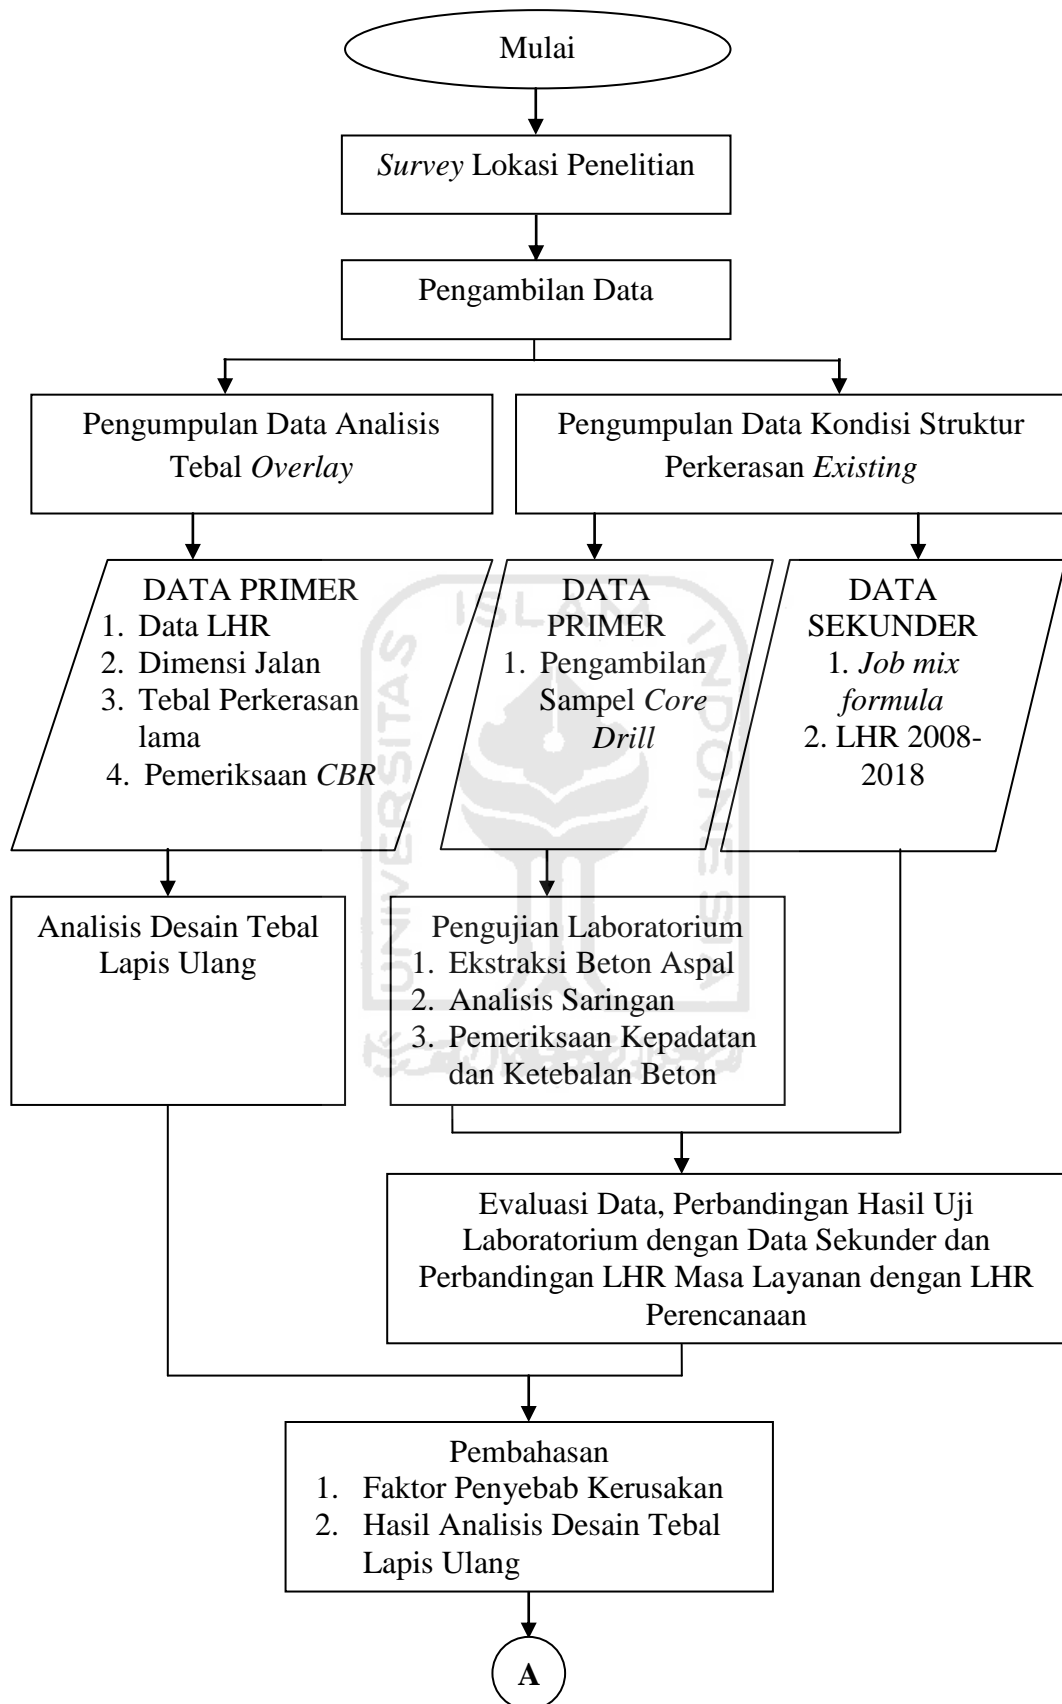 Mulai
Survey Lokasi Penelitian
Pengambilan Data
Pengumpulan Data Analisis
Tebal Overlay
Pengumpulan Data Kondisi Struktur
Perkerasan Existing
DATA PRIMER
1. Data LHR
2. Dimensi Jalan
3. Tebal Perkerasan
lama
4. Pemeriksaan CBR
DATA
PRIMER
1. Pengambilan
Sampel Core
Drill
DATA
SEKUNDER
1. Job mix
formula
2. LHR 2008-
2018
Analisis Desain Tebal
Lapis Ulang
Pengujian Laboratorium
1. Ekstraksi Beton Aspal
2. Analisis Saringan
3. Pemeriksaan Kepadatan
dan Ketebalan Beton
Evaluasi Data, Perbandingan Hasil Uji
Laboratorium dengan Data Sekunder dan
Perbandingan LHR Masa Layanan dengan LHR
Perencanaan
Pembahasan
1. Faktor Penyebab Kerusakan
2. Hasil Analisis Desain Tebal
Lapis Ulang
A
UNIVERSITAS
ISLAM
INDONESIA